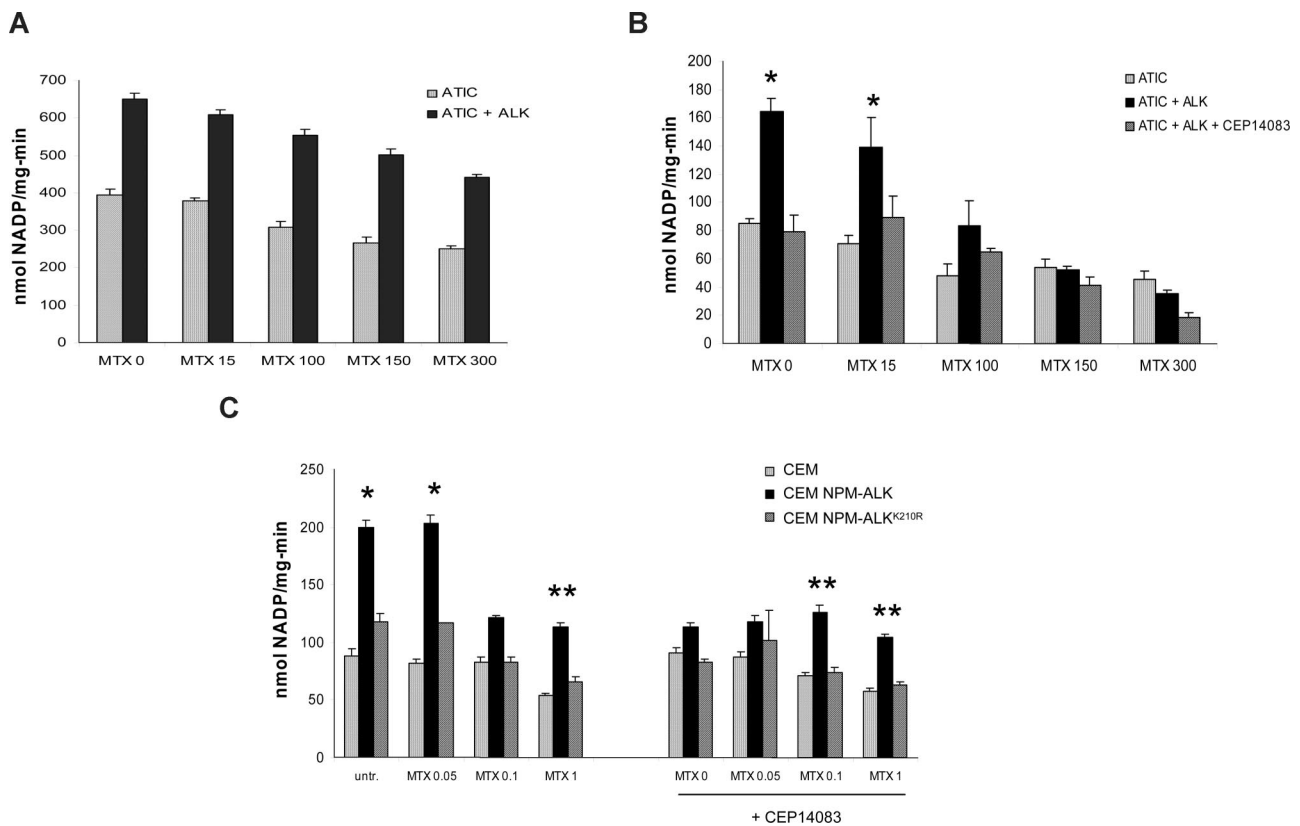 A
nmol NADP/mg-min
700
600
500
400
300
200
100
0
ATIC
ATIC + ALK
MTX 0 MTX 15 MTX 100 MTX 150 MTX 300
B
nmol NADP/mg-min
200
180
160
140
120
100
80
60
40
20
0
* *
ATIC
ATIC + ALK
ATIC + ALK + CEP14083
MTX 0 MTX 15 MTX 100 MTX 150 MTX 300
C
nmol NADP/mg-min
250
200
150
100
50
0
* * ** ** **
CEM
CEM NPM-ALK
CEM NPM-ALKK210R
untr. MTX 0.05 MTX 0.1 MTX 1 MTX 0 MTX 0.05 MTX 0.1 MTX 1
+ CEP14083